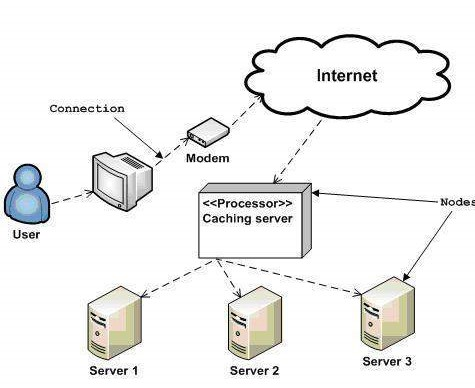 Internet
Connection
Modem
<<Processor>>
Caching server
Nodes
User
Server 1
Server 2
Server 3